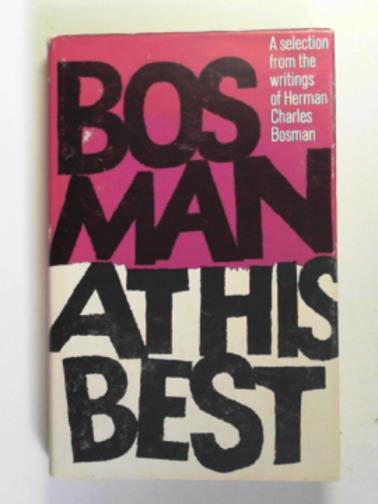 A selection
from the
writings
of Herman
Charles
Bosman
BOS
MAN
AT HIS
BEST